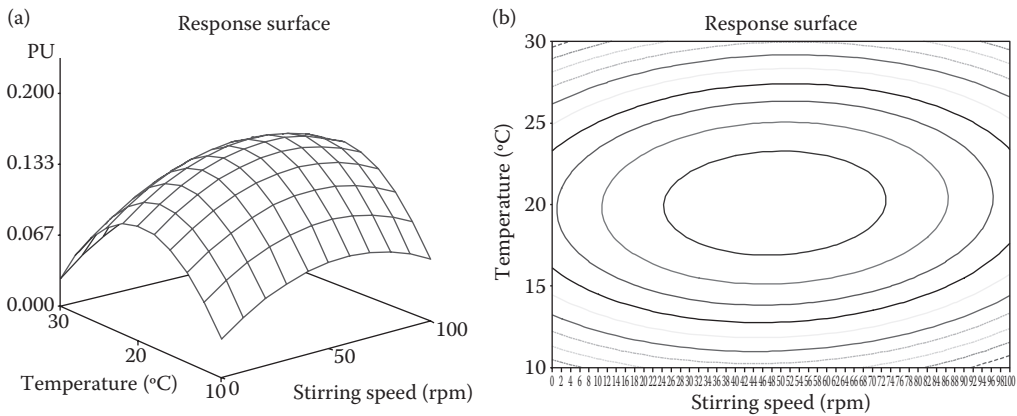 (a)
Response surface
PU
0.200
0.133
0.067
0.000
30
20
100
50
100
Temperature (ºC)
Stirring speed (rpm)
(b)
Response surface
30
25
20
15
10
Temperature (ºC)
0 2 4 6 8 10 12 14 16 18 20 22 24 26 28 30 32 34 36 38 40 42 44 46 48 50 52 54 56 58 60 62 64 66 68 70 72 74 76 78 80 82 84 86 88 90 92 94 96 98 100
Stirring speed (rpm)